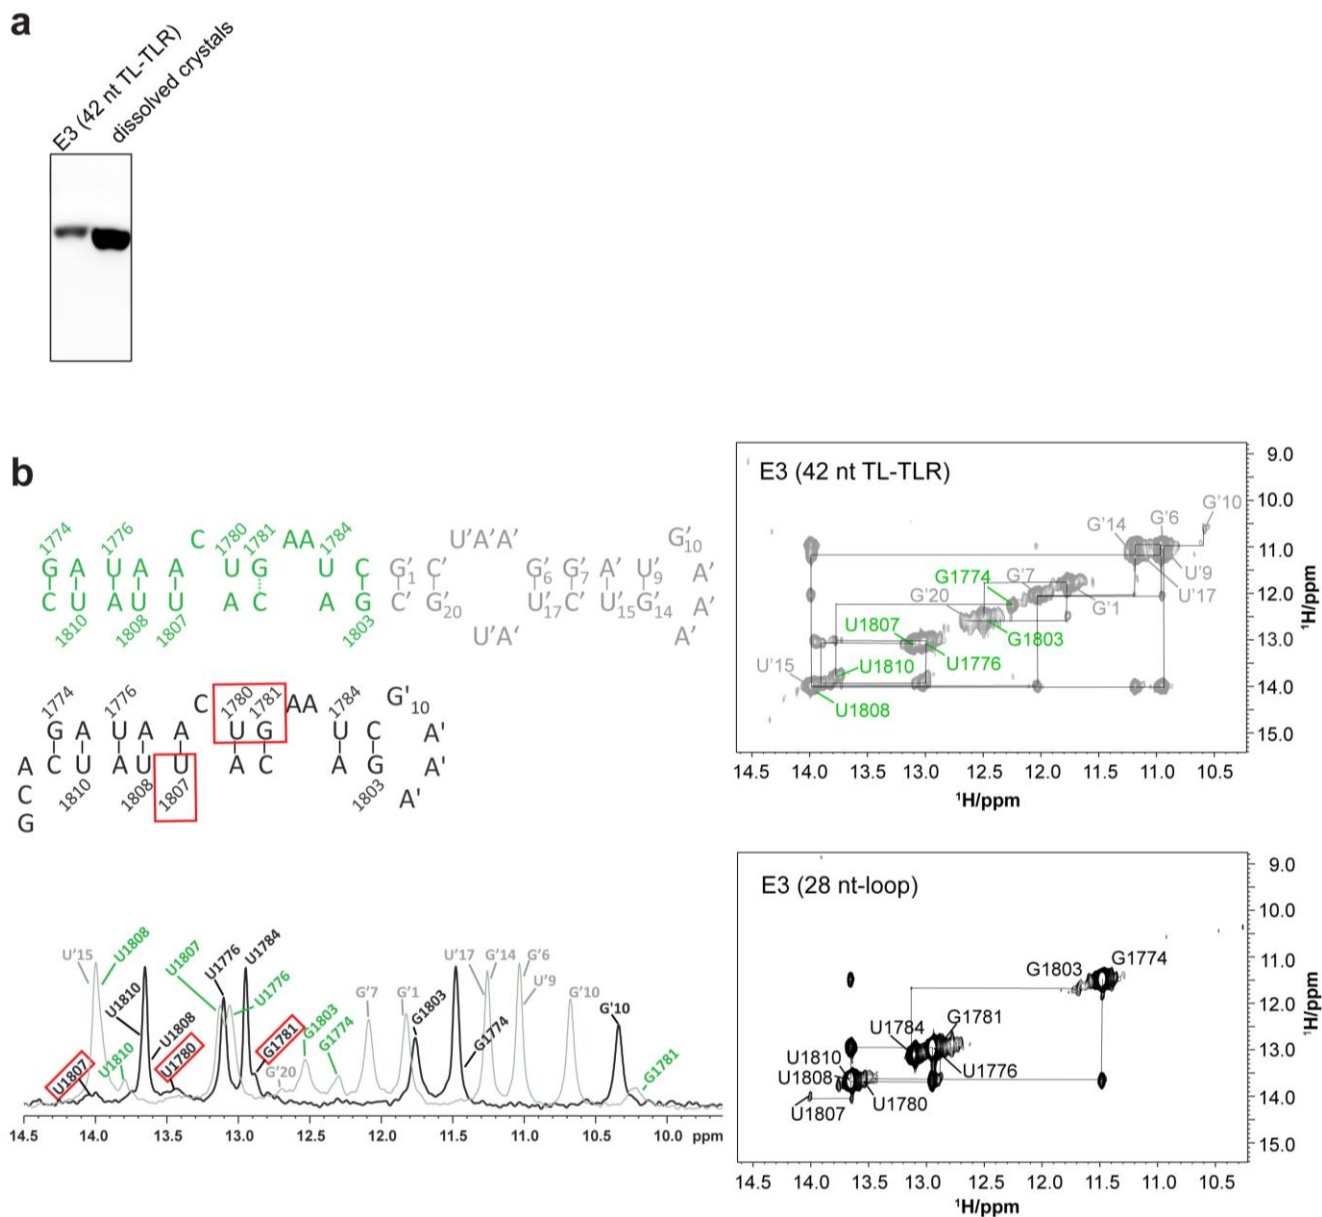 a
E3 (42 nt TL-TLR)
dissolved crystals
b
1774 1776 C 1780 1781 AA 1784 U'A'A' G'10
G A U A A U G U C G'1 C' G'6 G'7 A' U'9 A'
C U A U U A C A G C' G'20 U'17 C' U'15 G'14 A'
1810 1808 1807 1803 U'A' A'
1774 1776 C 1780 1781 AA 1784 G'10
G A U A A U G U C A'
A C U A U U A C A G A'
C 1810 1808 1807 1803 A'
G
U'15
U1808
U1810
U1807
U1810
U1808
U1780
U1807
U1776
U1784
U1776
G1781
G'20
G1803
G1774
G'7
G'1
G1803
G1774
U'17
G'14
G'6
U'9
G'10
G'10
G1781
14.5 14.0 13.0 12.0 11.5 11.0 10.5 10.0 ppm
E3 (42 nt TL-TLR)
G'10
G'14 G'6
G1774 G'7
U'9
G'20
G'1
U'17
U1807
G1803
U1810
U1776
U'15
U1808
9.0
10.0
11.0
12.0
13.0
14.0
15.0
¹H/ppm
14.5 14.0 13.5 13.0 12.5 12.0 11.5 11.0 10.5
¹H/ppm
E3 (28 nt-loop)
G1803 G1774
U1784 G1781
U1810
U1808
U1776
U1780
U1807
9.0
10.0
11.0
12.0
13.0
14.0
15.0
¹H/ppm
14.5 14.0 13.5 13.0 12.5 12.0 11.5 11.0 10.5
¹H/ppm